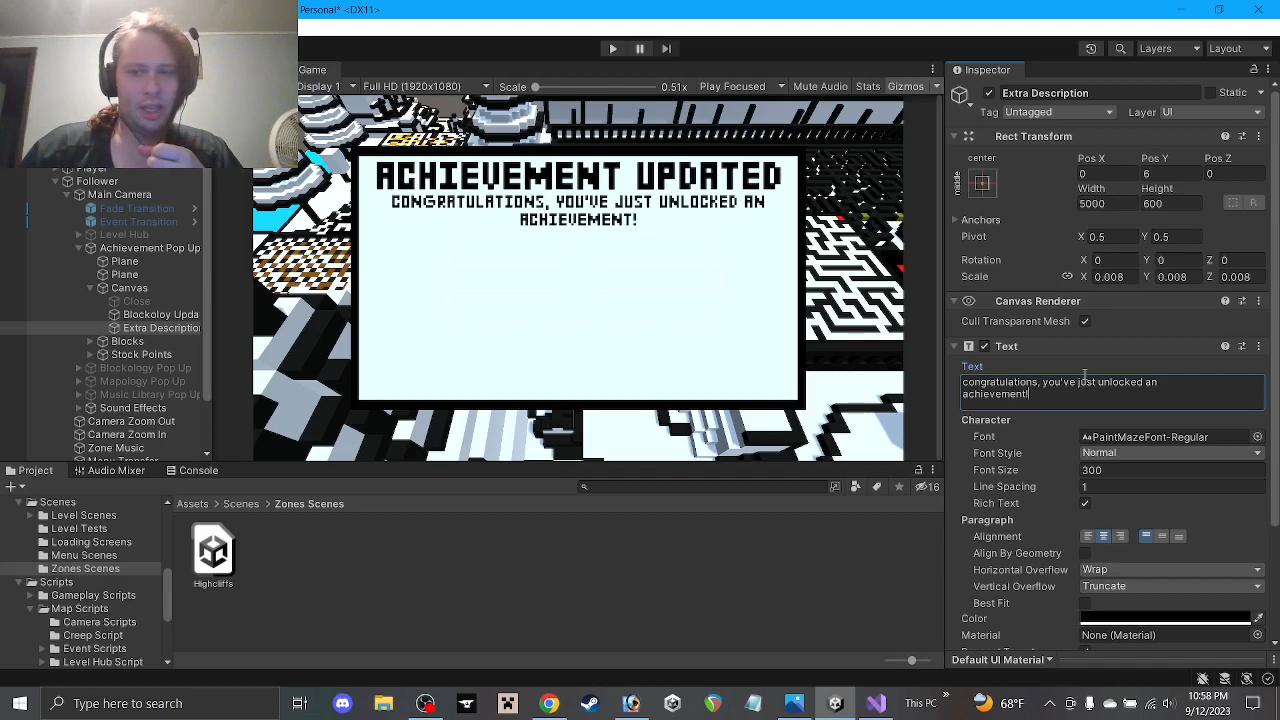 Personal* <DX11>
Layers
Layout
Game
Display 1
Full HD (1920x1080)
Scale
0.51x
Play Focused
Mute Audio
Stats
Gizmos
ACHIEVEMENT UPDATED
CONGRATULATIONS, YOU'VE JUST UNLOCKED AN
ACHIEVEMENT!
Player
Follower
Main Camera
Fade Transition
Event Transition
Level Hub
Achievement Pop Up
Plane
Plane
Canvas
Close
Blockoloy Upda
Extra Descriptio
Blocks
Stock Points
Blockology Pop Up
Mapology Pop Up
Music Library Pop Up
Sound Effects
Camera Zoom Out
Camera Zoom In
Zone Music
Inspector
Extra Description
Static
Tag Untagged
Layer UI
Rect Transform
center
middle
Pos X
Pos Y
Pos Z
0
6
0
Width
Height
5000
600
R
Anchors
Pivot
X 0.5
Y 0.5
Rotation
X 0
Y 0
Z 0
Scale
X 0.008
Y 0.008
Z 0.008
Canvas Renderer
Cull Transparent Mesh
Text
Text
congratulations, you've just unlocked an
achievement!
Character
Font
Aa PaintMazeFont-Regular
Font Style
Normal
Font Size
300
Line Spacing
1
Rich Text
Paragraph
Alignment
Align By Geometry
Horizontal Overflow
Wrap
Vertical Overflow
Truncate
Best Fit
Color
Material
None (Material)
Default UI Material
Project
Audio Mixer
Console
16
Scenes
Level Scenes
Level Tests
Loading Screens
Menu Scenes
Zones Scenes
Scripts
Gameplay Scripts
Map Scripts
Camera Scripts
Creep Scripts
Event Scripts
Level Hub Script
Assets > Scenes > Zones Scenes
Highcliffs
Type here to search
This PC
68°F
10:58 PM
9/12/2023